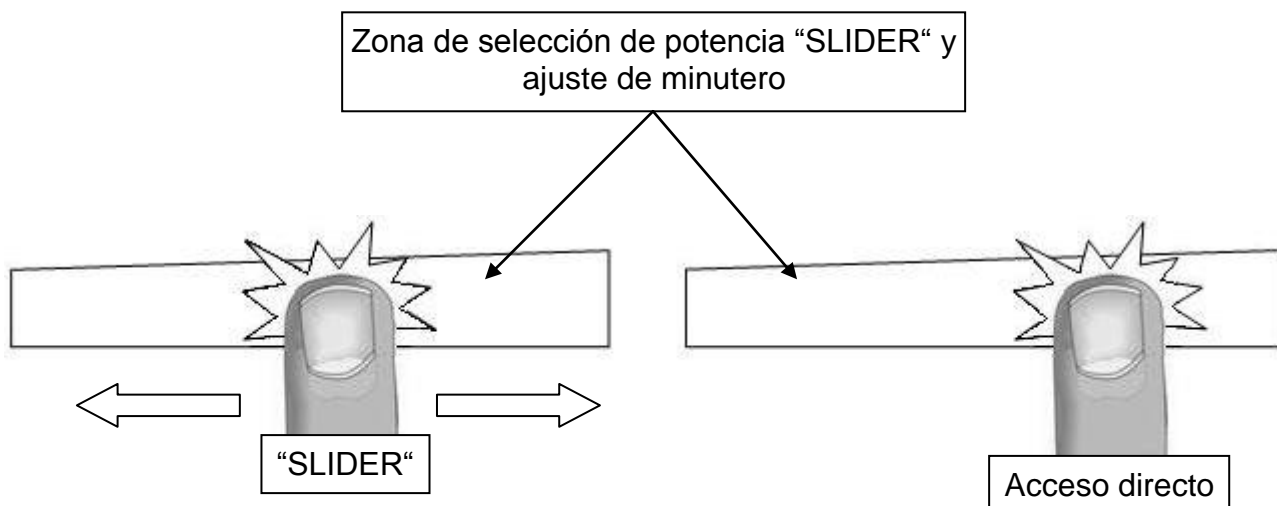 Zona de selección de potencia “SLIDER“ y
ajuste de minutero
“SLIDER“
Acceso directo